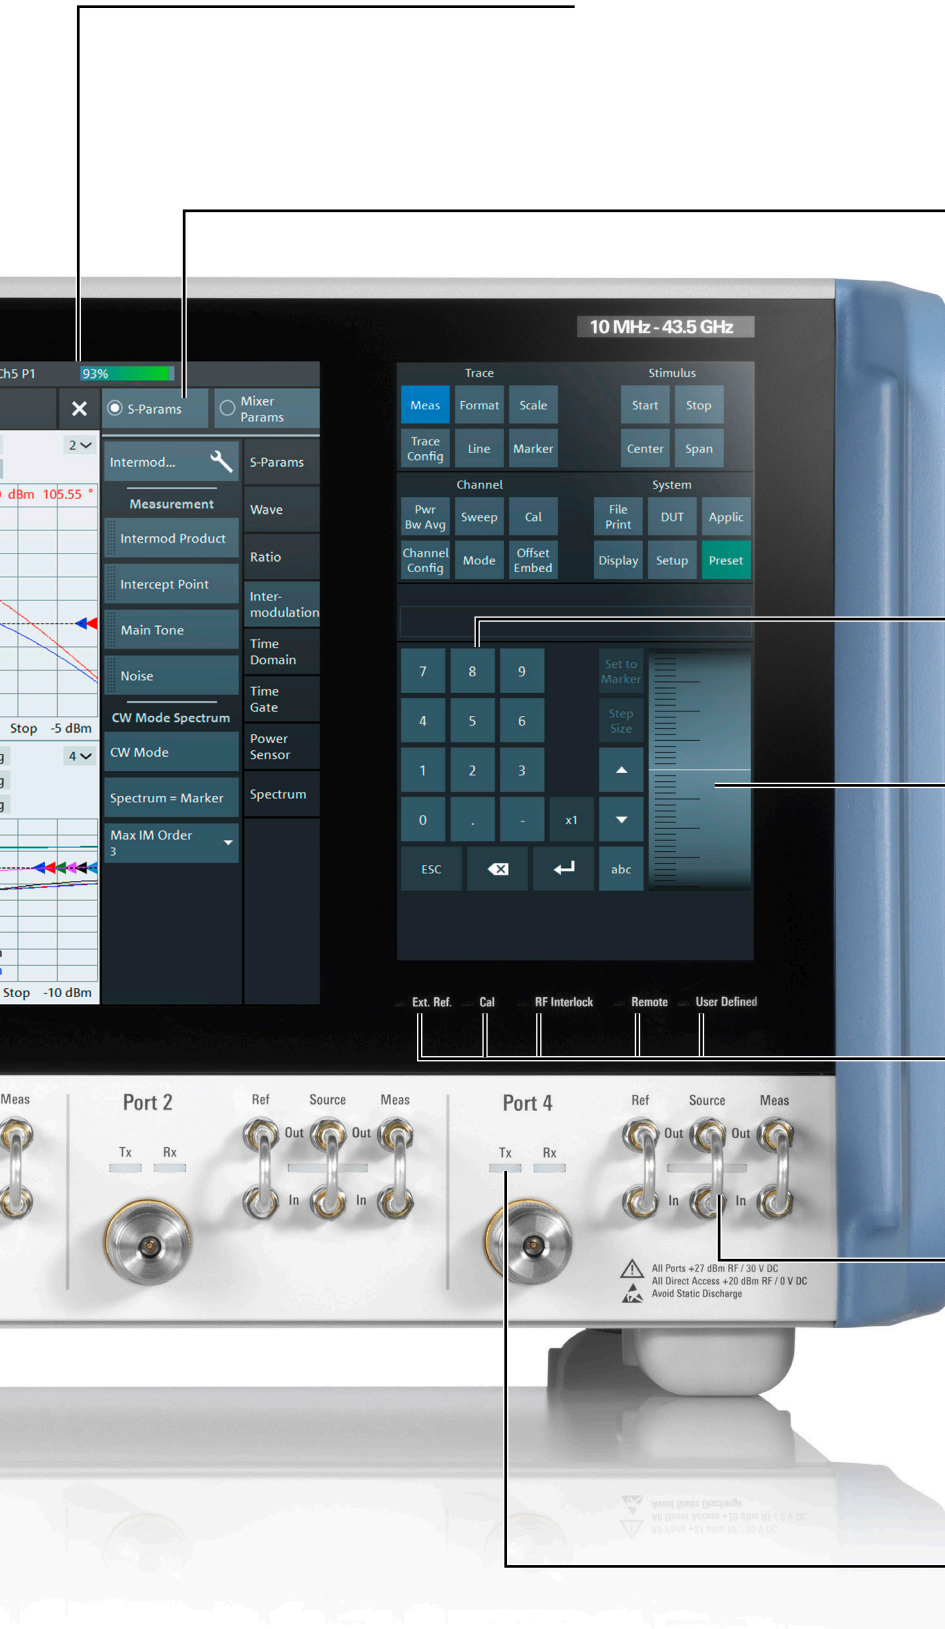 10 MHz - 43.5 GHz
Ch5 P1 93%
S-Params
Mixer
Params
2
dBm 105.55 °
Intermod...
Measurement
Intermod Product
Intercept Point
Main Tone
Noise
CW Mode Spectrum
CW Mode
Spectrum = Marker
Max IM Order
3
S-Params
Wave
Ratio
Inter-
modulation
Time
Domain
Time
Gate
Power
Sensor
Spectrum
Stop -5 dBm
4
Stop -10 dBm
Trace
Meas Format Scale
Trace
Config
Line Marker
Stimulus
Start Stop
Center Span
Channel
Pwr
Bw Avg
Sweep Cal
Channel
Config
Mode
Offset
Embed
System
File
Print
DUT Applic
Display Setup Preset
7 8 9
Set to
Marker
4 5 6
Step
Size
1 2 3
0 . - x1
ESC abc
Ext. Ref. Cal RF Interlock Remote User Defined
Meas
Port 2
Tx Rx
Ref Source Meas
Out Out
In In
Port 4
Tx Rx
Ref Source Meas
Out Out
In In
All Ports +27 dBm RF / 30 V DC
All Direct Access +20 dBm RF / 0 V DC
Avoid Static Discharge